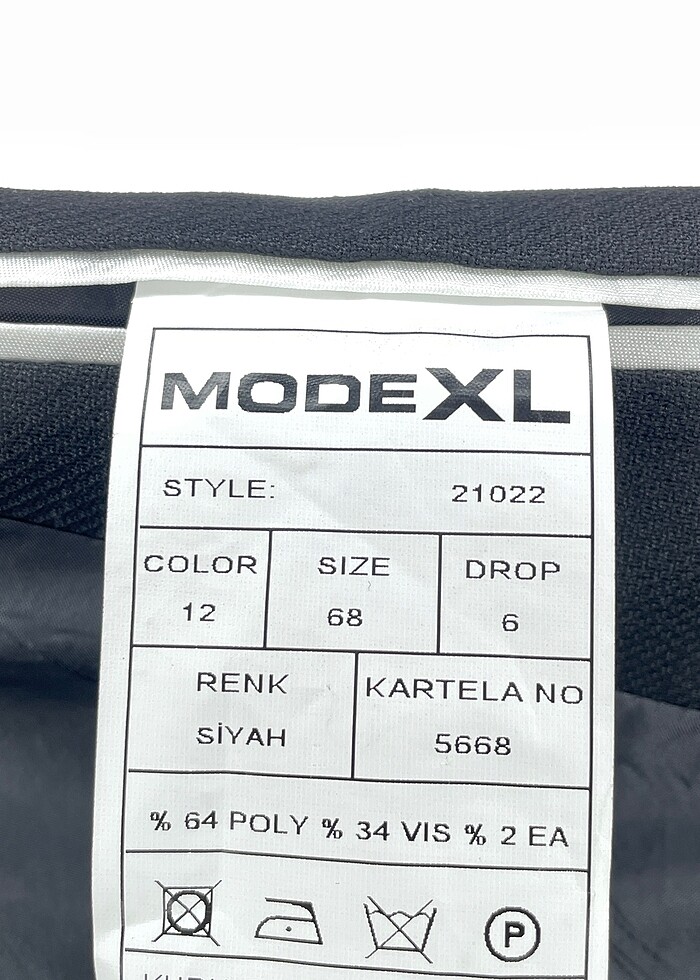 MODEXL
STYLE: 21022
COLOR SIZE DROP
12 68 6
RENK KARTELA NO
SİYAH 5668
% 64 POLY % 34 VIS % 2 EA
P